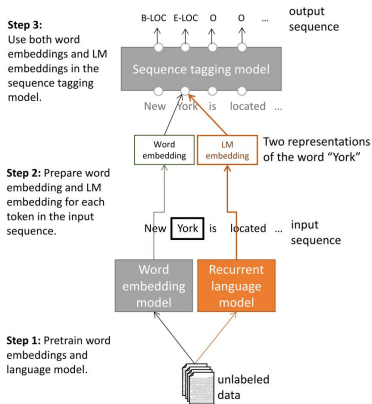 B-LOC E-LOC O O ...
output
sequence
Step 3:
Use both word
embeddings and LM
embeddings in the
sequence tagging
model.
Sequence tagging model
New York is located ...
Word
embedding
LM
embedding
Two representations
of the word “York”
Step 2: Prepare word
embedding and LM
embedding for each
token in the input
sequence.
New York is located ...
input
sequence
Word
embedding
model
Recurrent
language
model
Step 1: Pretrain word
embeddings and
language model.
unlabeled
data